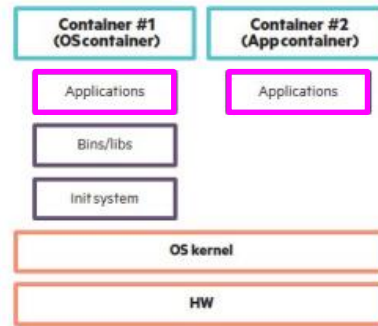 Container #1
(OS container)
Container #2
(App container)
Applications
Applications
Bins/libs
Init system
OS kernel
HW